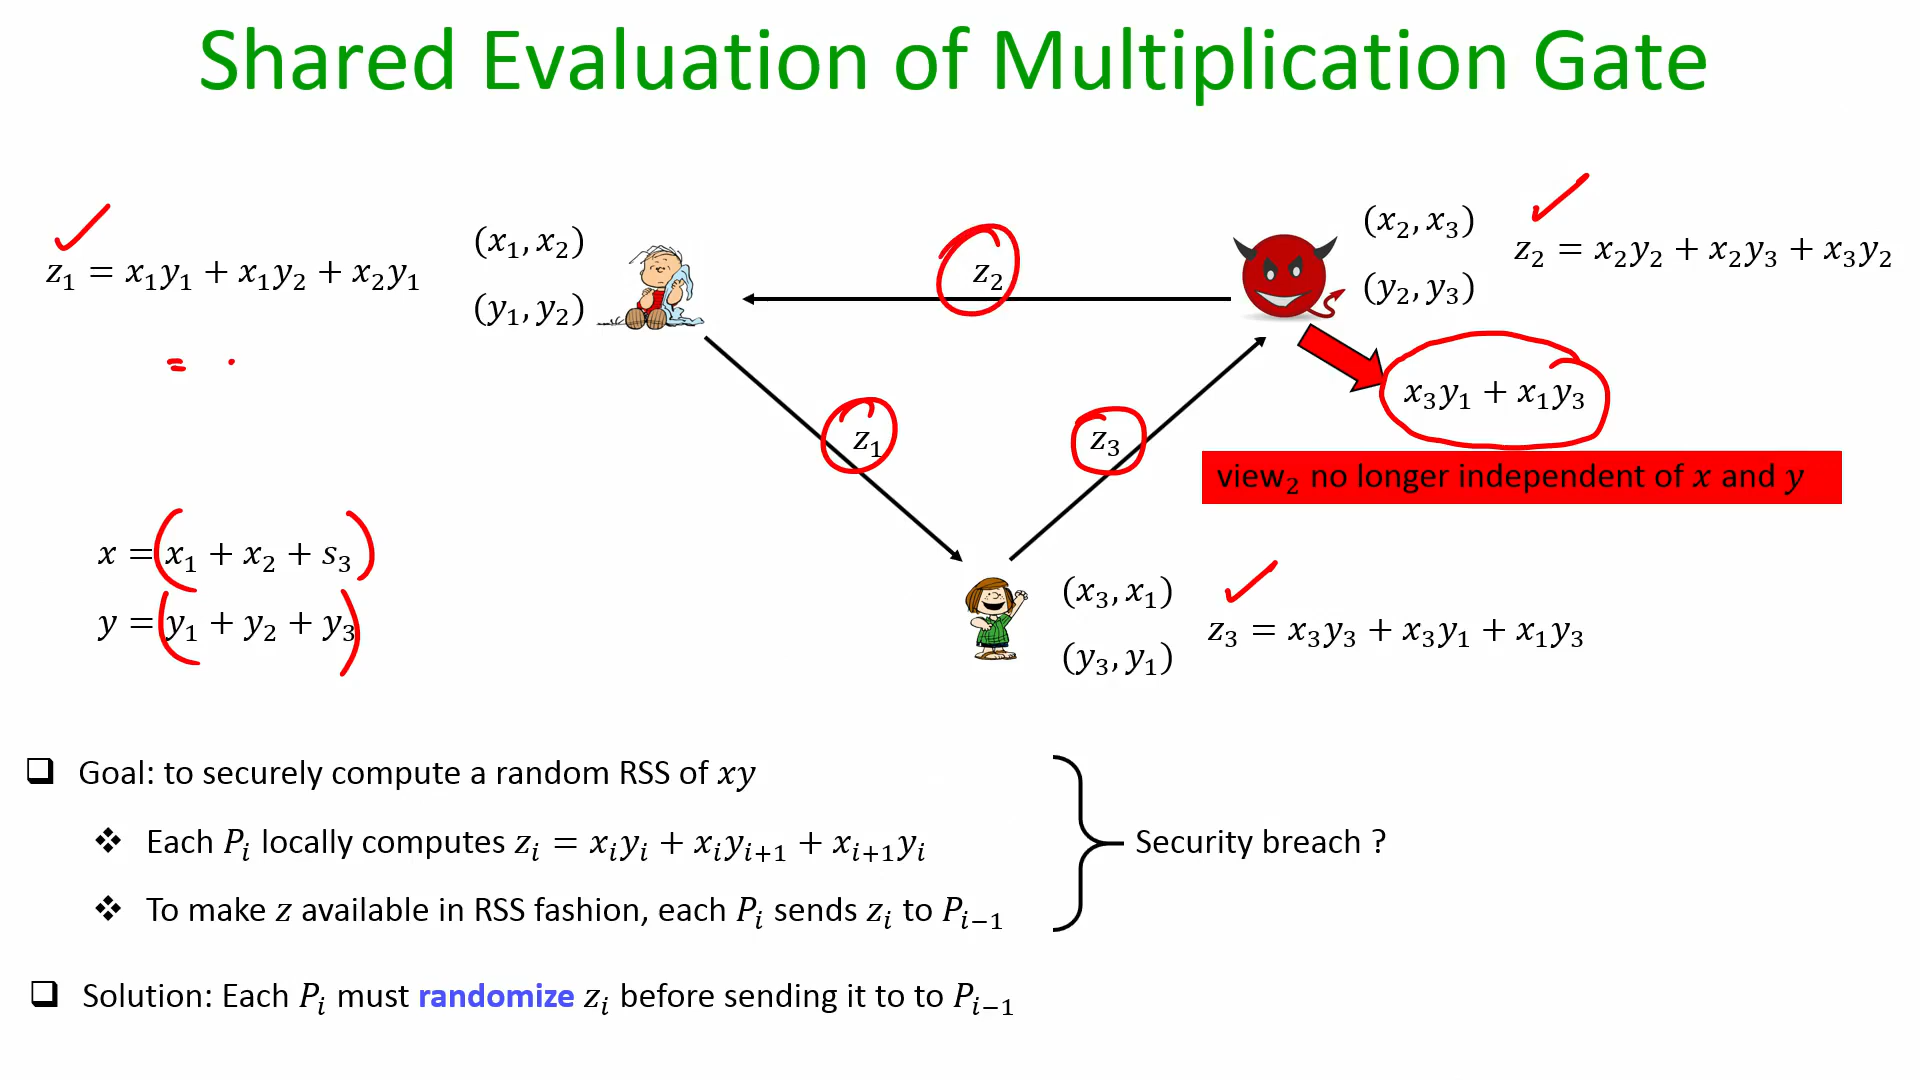 Shared Evaluation of Multiplication Gate
z₁ = x₁y₁ + x₁y₂ + x₂y₁
(x₁, x₂)
(y₁, y₂)
= .
z₂
(x₂, x₃)
(y₂, y₃)
z₂ = x₂y₂ + x₂y₃ + x₃y₂
x₃y₁ + x₁y₃
z₁
z₃
view₂ no longer independent of x and y
x = (x₁ + x₂ + s₃)
y = (y₁ + y₂ + y₃)
(x₃, x₁)
(y₃, y₁)
z₃ = x₃y₃ + x₃y₁ + x₁y₃
❑ Goal: to securely compute a random RSS of xy
❖ Each Pᵢ locally computes zᵢ = xᵢyᵢ + xᵢyᵢ₊₁ + xᵢ₊₁yᵢ
❖ To make z available in RSS fashion, each Pᵢ sends zᵢ to Pᵢ₋₁
Security breach ?
❑ Solution: Each Pᵢ must randomize zᵢ before sending it to to Pᵢ₋₁